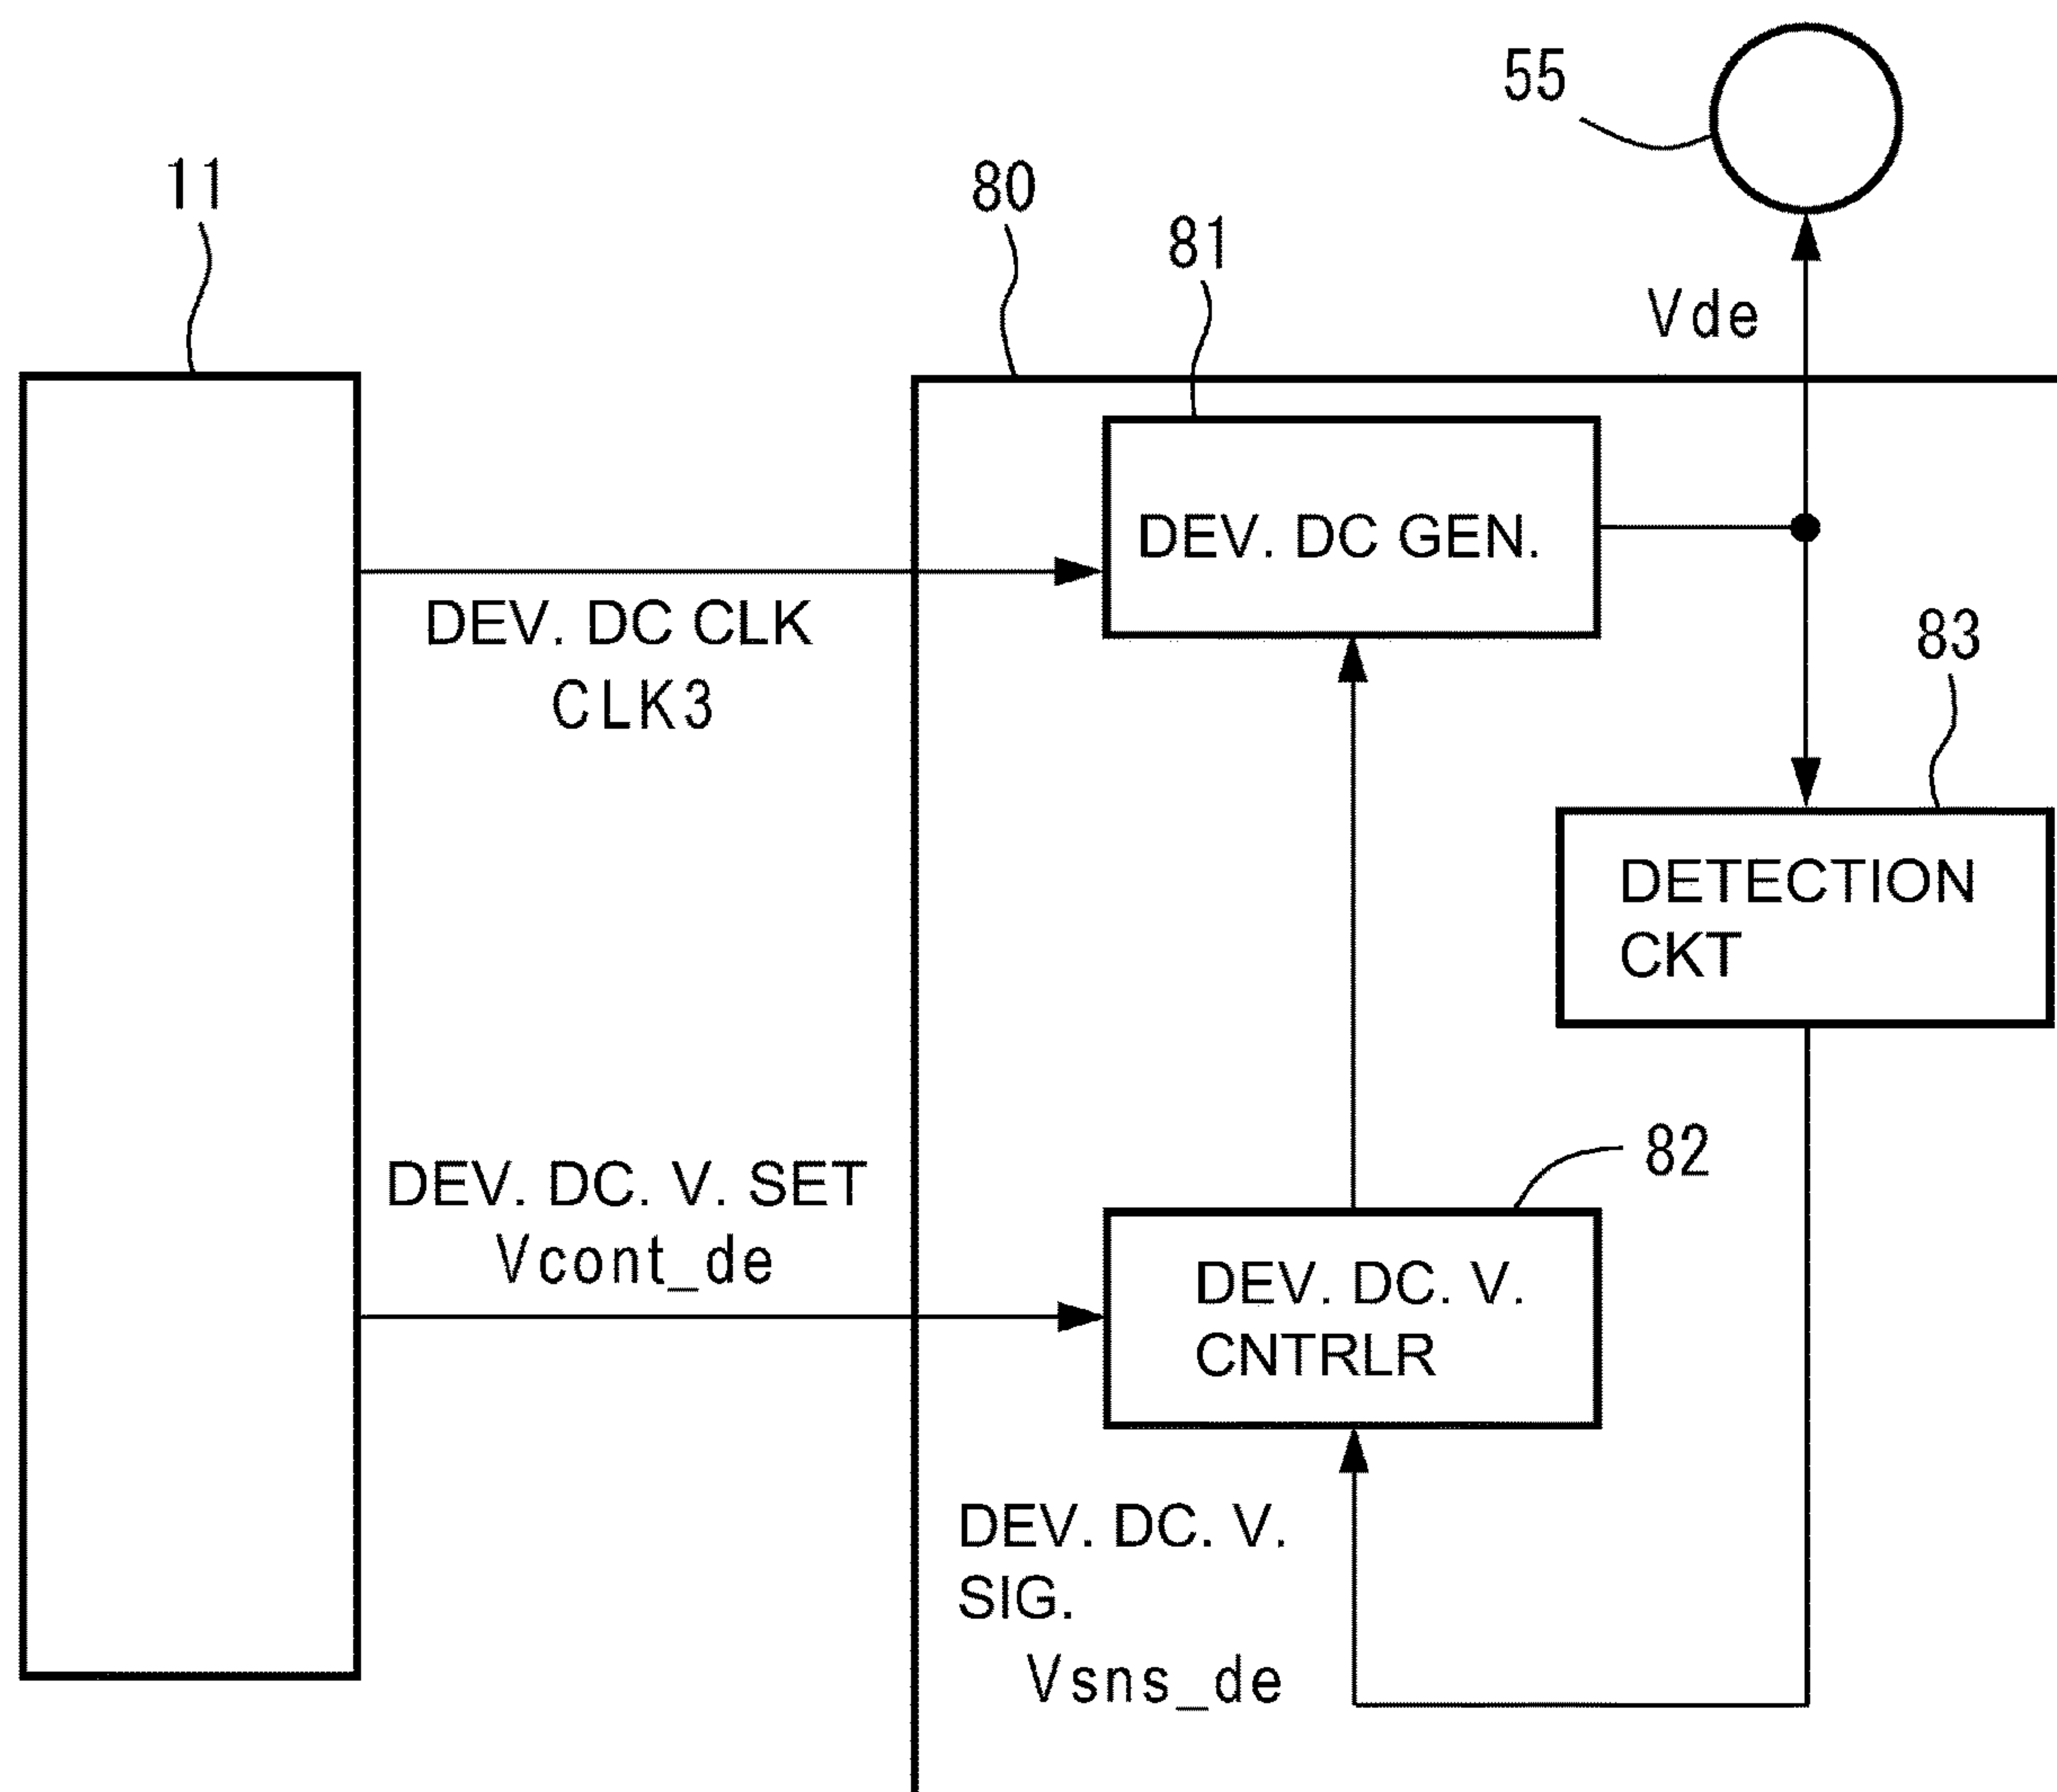 55
11
80
81
Vde
DEV. DC GEN.
DEV. DC CLK
CLK3
83
DETECTION
CKT
82
DEV. DC. V. SET
Vcont_de
DEV. DC. V.
CNTRLR
DEV. DC. V.
SIG.
Vsns_de